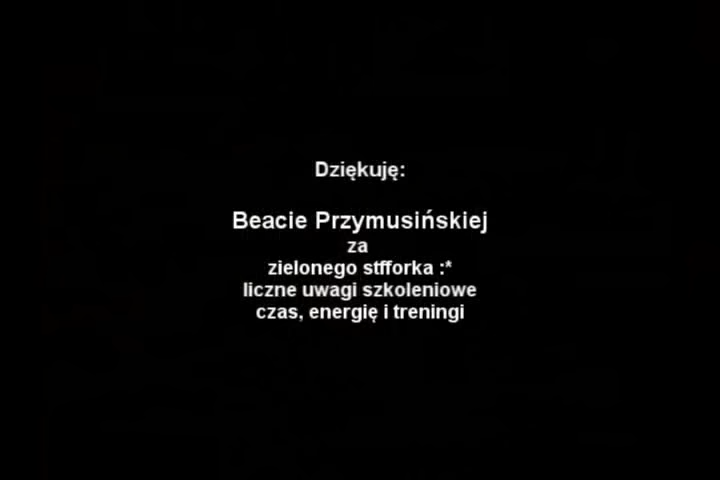 Dziękuję:
Beacie Przymusińskiej
za
zielonego stfforka :*
liczne uwagi szkoleniowe
czas, energię i treningi